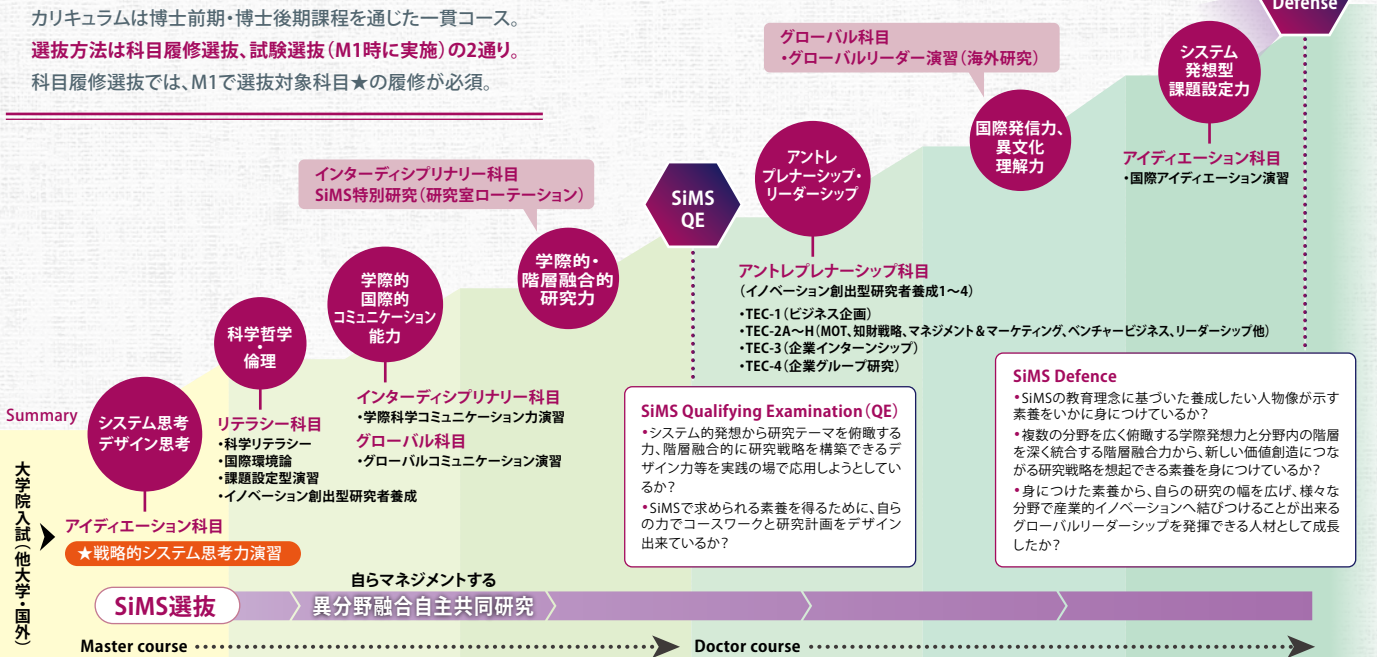 カリキュラムは博士前期・博士後期課程を通じた一貫コース。
選抜方法は科目履修選抜、試験選抜（M1時に実施）の2通り。
科目履修選抜では、M1で選抜対象科目★の履修が必須。
Defense
システム
発想型
課題設定力
アイディエーション科目
・国際アイディエーション演習
グローバル科目
・グローバルリーダー演習（海外研究）
国際発信力、
異文化
理解力
アントレ
プレナーシップ・
リーダーシップ
アントレプレナーシップ科目
（イノベーション創出型研究者養成1〜4）
・TEC-1（ビジネス企画）
・TEC-2A〜H（MOT、知財戦略、マネジメント＆マーケティング、ベンチャービジネス、リーダーシップ他）
・TEC-3（企業インターンシップ）
・TEC-4（企業グループ研究）
SiMS
QE
インターディシプリナリー科目
SiMS特別研究（研究室ローテーション）
学際的・
階層融合的
研究力
学際的
国際的
コミュニケーション
能力
インターディシプリナリー科目
・学際科学コミュニケーション力演習
グローバル科目
・グローバルコミュニケーション演習
科学哲学
・
倫理
リテラシー科目
・科学リテラシー
・国際環境論
・課題設定型演習
・イノベーション創出型研究者養成
Summary
システム思考
デザイン思考
アイディエーション科目
★戦略的システム思考力演習
大学院入試（他大学・国外）
SiMS Qualifying Examination（QE）
•システム的発想から研究テーマを俯瞰する
力、階層融合的に研究戦略を構築できるデ
ザイン力等を実践の場で応用しようとしてい
るか？
•SiMSで求められる素養を得るために、自ら
の力でコースワークと研究計画をデザイン
出来ているか？
SiMS Defence
•SiMSの教育理念に基づいた養成したい人物像が示す
素養をいかに身につけているか？
•複数の分野を広く俯瞰する学際発想力と分野内の階層
を深く統合する階層融合力から、新しい価値創造につな
がる研究戦略を想起できる素養を身につけているか？
•身につけた素養から、自らの研究の幅を広げ、様々な
分野で産業的イノベーションへ結びつけることが出来る
グローバルリーダーシップを発揮できる人材として成長
したか？
SiMS選抜
自らマネジメントする
異分野融合自主共同研究
Master course
Doctor course